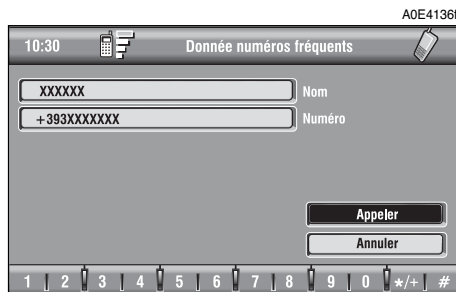 A0E4136f
10:30 Donnée numéros fréquents
XXXXXX Nom
+393XXXXXXX Numéro
Appeler
Annuler
1 2 3 4 5 6 7 8 9 0 */+ #